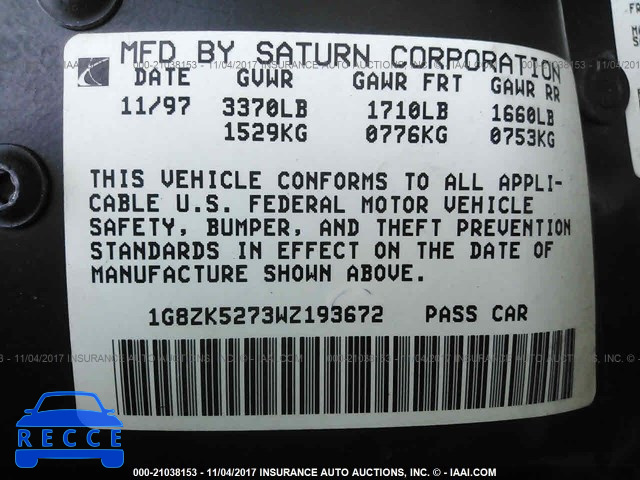 MFD BY SATURN CORPORATION
DATE GVWR GAWR FRT GAWR RR
11/97 3370LB 1710LB 1660LB
1529KG 0776KG 0753KG
THIS VEHICLE CONFORMS TO ALL APPLI-
CABLE U.S. FEDERAL MOTOR VEHICLE
SAFETY, BUMPER, AND THEFT PREVENTION
STANDARDS IN EFFECT ON THE DATE OF
MANUFACTURE SHOWN ABOVE.
1G8ZK5273WZ193672 PASS CAR
RECCE
000-21038153 - 11/04/2017 INSURANCE AUTO AUCTIONS, INC. - © IAAI.COM